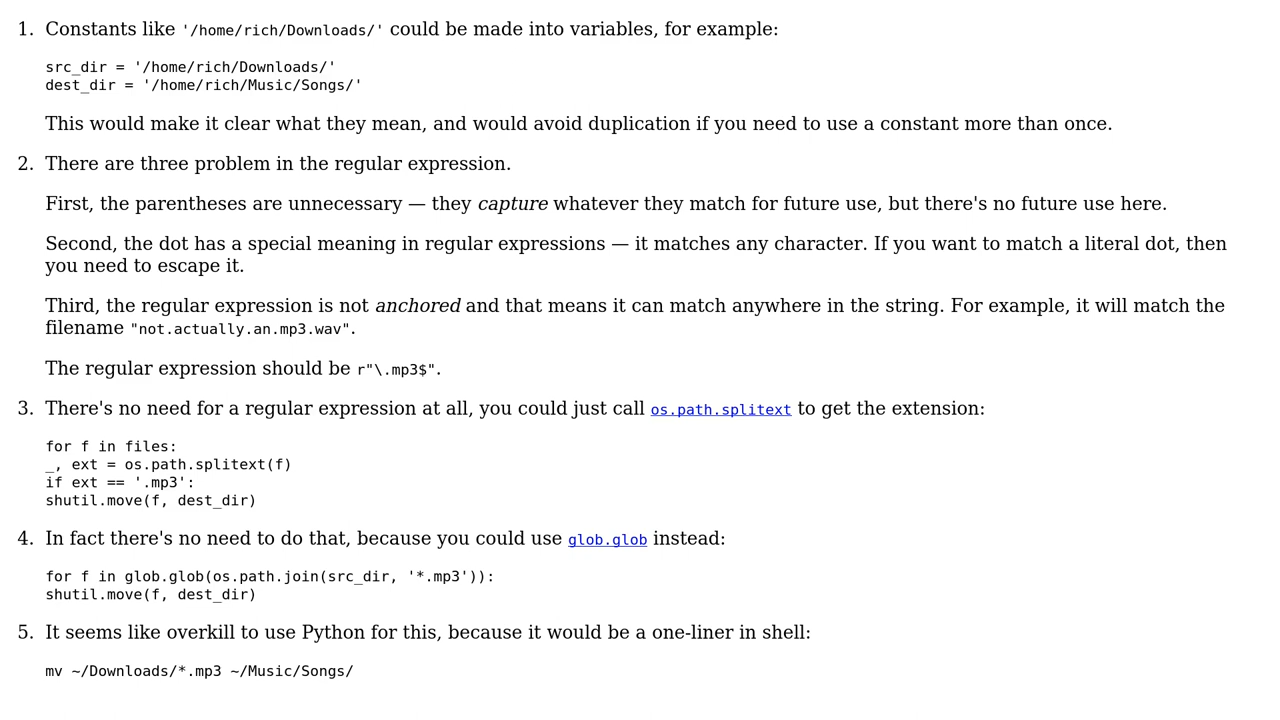 1. Constants like '/home/rich/Downloads/' could be made into variables, for example:
src_dir = '/home/rich/Downloads/'
dest_dir = '/home/rich/Music/Songs/'
This would make it clear what they mean, and would avoid duplication if you need to use a constant more than once.
2. There are three problem in the regular expression.
First, the parentheses are unnecessary — they capture whatever they match for future use, but there's no future use here.
Second, the dot has a special meaning in regular expressions — it matches any character. If you want to match a literal dot, then
you need to escape it.
Third, the regular expression is not anchored and that means it can match anywhere in the string. For example, it will match the
filename "not.actually.an.mp3.wav".
The regular expression should be r"\.mp3$".
3. There's no need for a regular expression at all, you could just call os.path.splitext to get the extension:
for f in files:
_, ext = os.path.splitext(f)
if ext == '.mp3':
shutil.move(f, dest_dir)
4. In fact there's no need to do that, because you could use glob.glob instead:
for f in glob.glob(os.path.join(src_dir, '*.mp3')):
shutil.move(f, dest_dir)
5. It seems like overkill to use Python for this, because it would be a one-liner in shell:
mv ~/Downloads/*.mp3 ~/Music/Songs/